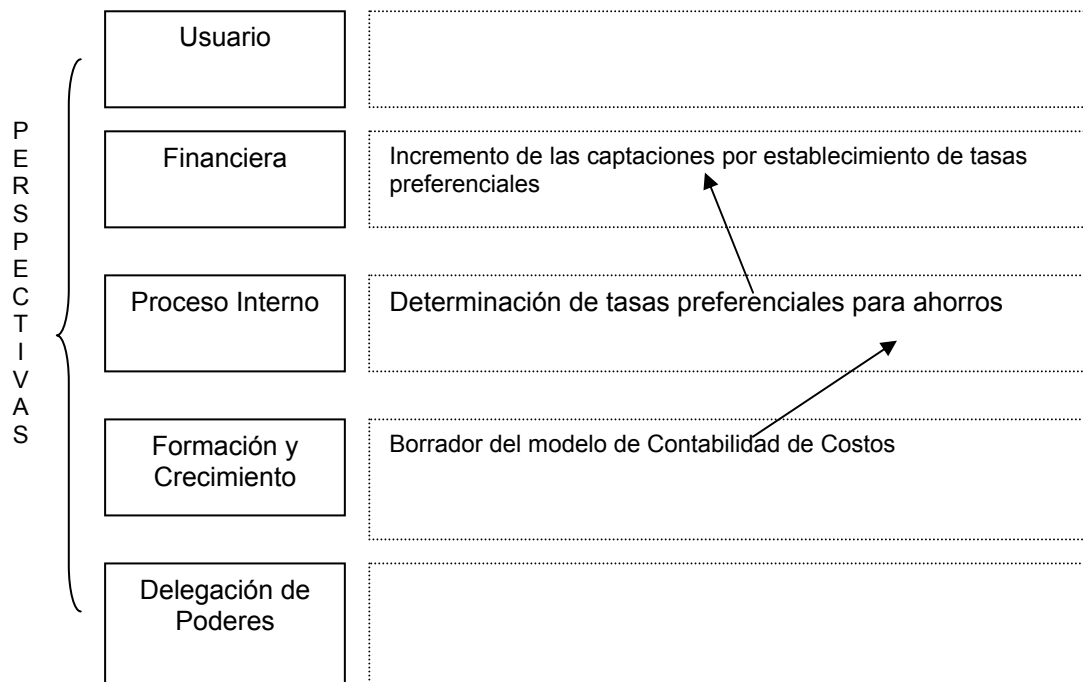 PERSPECTIVAS
Usuario
Financiera
Incremento de las captaciones por establecimiento de tasas
preferenciales
Proceso Interno
Determinación de tasas preferenciales para ahorros
Formación y
Crecimiento
Borrador del modelo de Contabilidad de Costos
Delegación de
Poderes